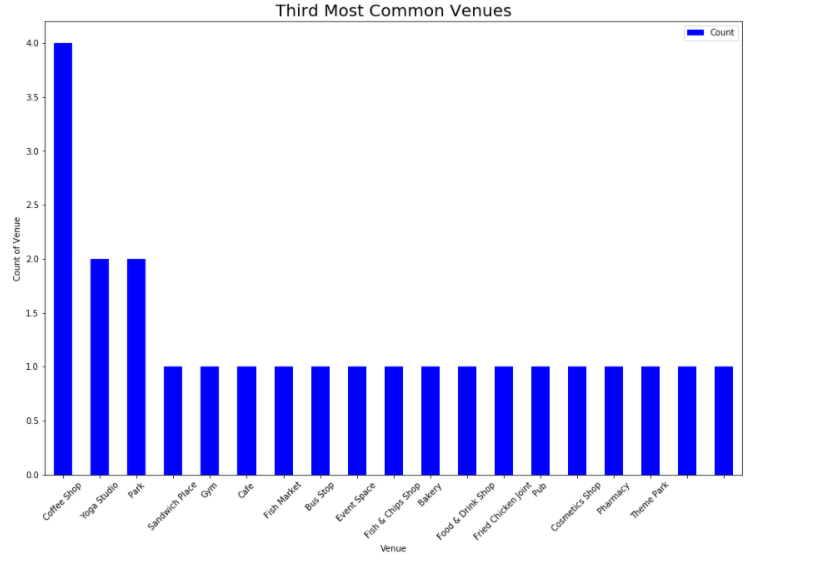 Third Most Common Venues
Count
4.0
3.5
3.0
2.5
2.0
1.5
1.0
0.5
0.0
Count of Venue
Coffee Shop
Yoga Studio
Park
Sandwich Place
Gym
Cafe
Fish Market
Bus Stop
Event Space
Fish & Chips Shop
Bakery
Food & Drink Shop
Fried Chicken Joint
Pub
Cosmetics Shop
Pharmacy
Theme Park
Venue